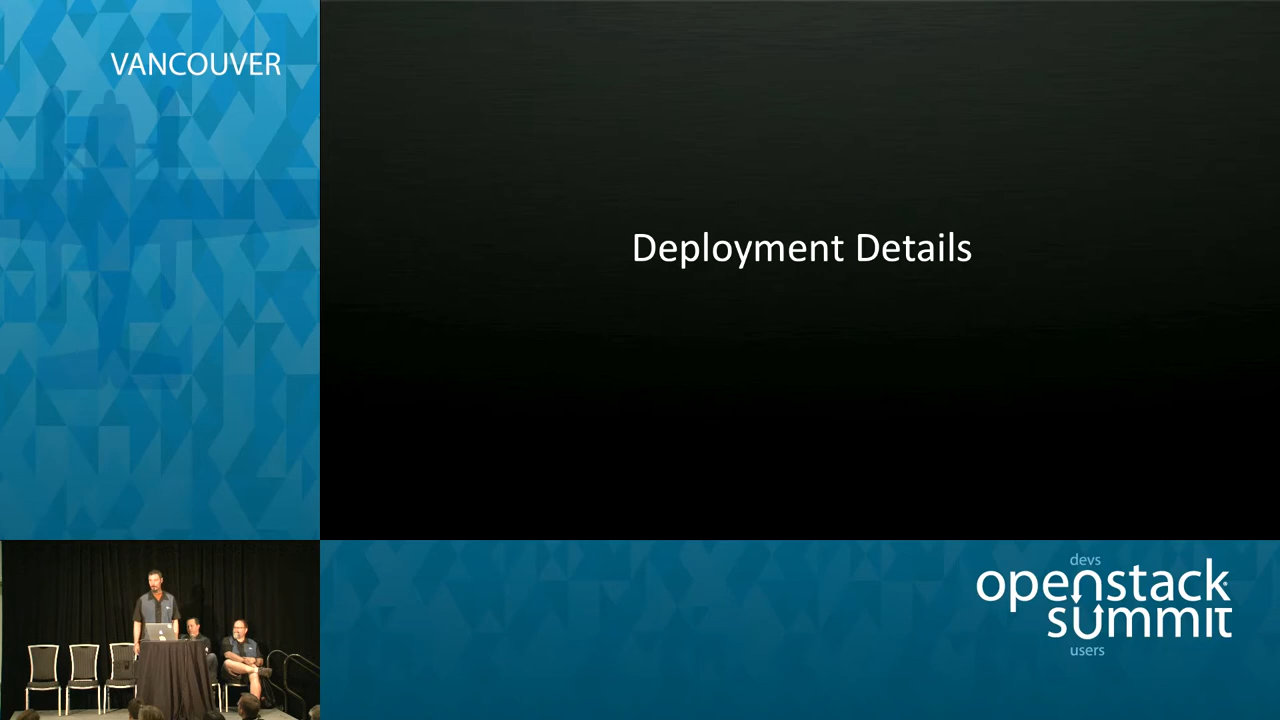 VANCOUVER
Deployment Details
devs
openstack
summit
users